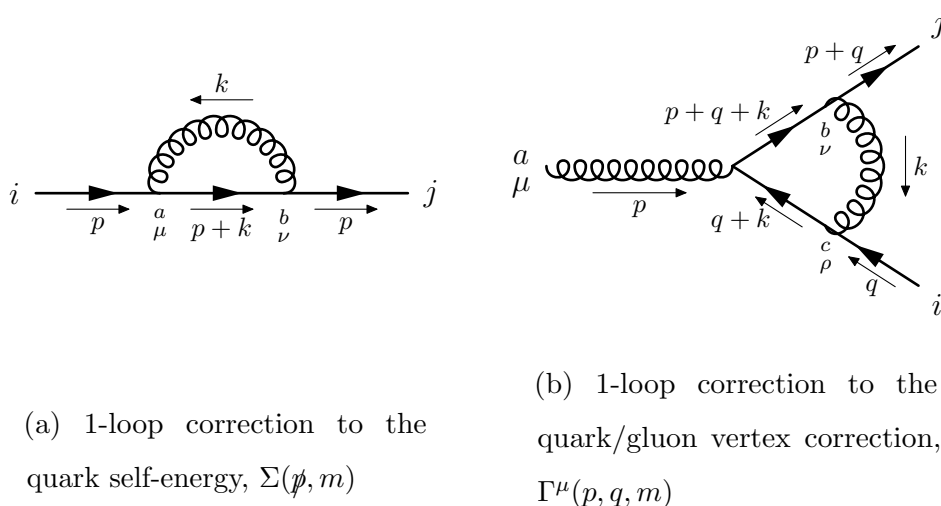 k
i
j
p
a
μ
p + k
b
ν
p
j
p + q
p + q + k
b
ν
a
μ
p
k
q + k
c
ρ
q
i
(a) 1-loop correction to the
quark self-energy, Σ(p̸, m)
(b) 1-loop correction to the
quark/gluon vertex correction,
Γ^μ(p, q, m)